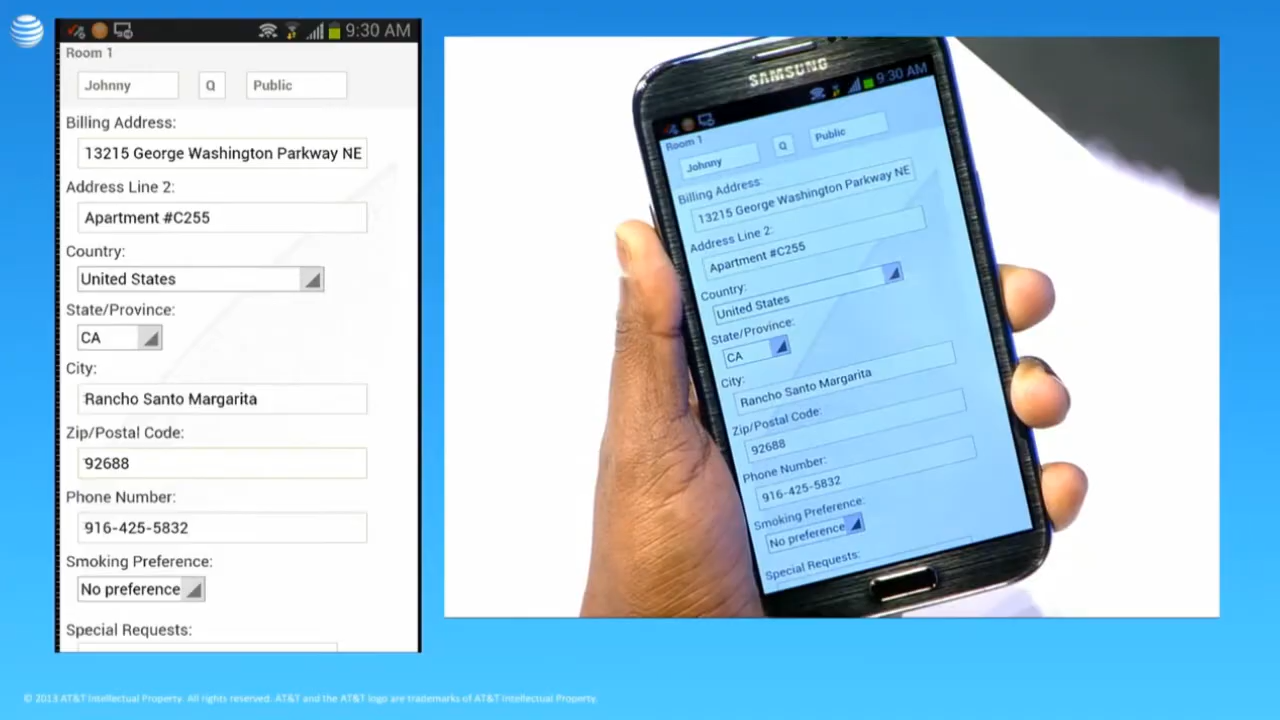 9:30 AM
Room 1
Johnny Q Public
Billing Address:
13215 George Washington Parkway NE
Address Line 2:
Apartment #C255
Country:
United States
State/Province:
CA
City:
Rancho Santo Margarita
Zip/Postal Code:
92688
Phone Number:
916-425-5832
Smoking Preference:
No preference
Special Requests:
SAMSUNG
9:30 AM
Room 1
Johnny Q Public
Billing Address:
13215 George Washington Parkway NE
Address Line 2:
Apartment #C255
Country:
United States
State/Province:
CA
City:
Rancho Santo Margarita
Zip/Postal Code:
92688
Phone Number:
916-425-5832
Smoking Preference:
No preference
Special Requests:
© 2013 AT&T Intellectual Property. All rights reserved. AT&T and the AT&T logo are trademarks of AT&T Intellectual Property.